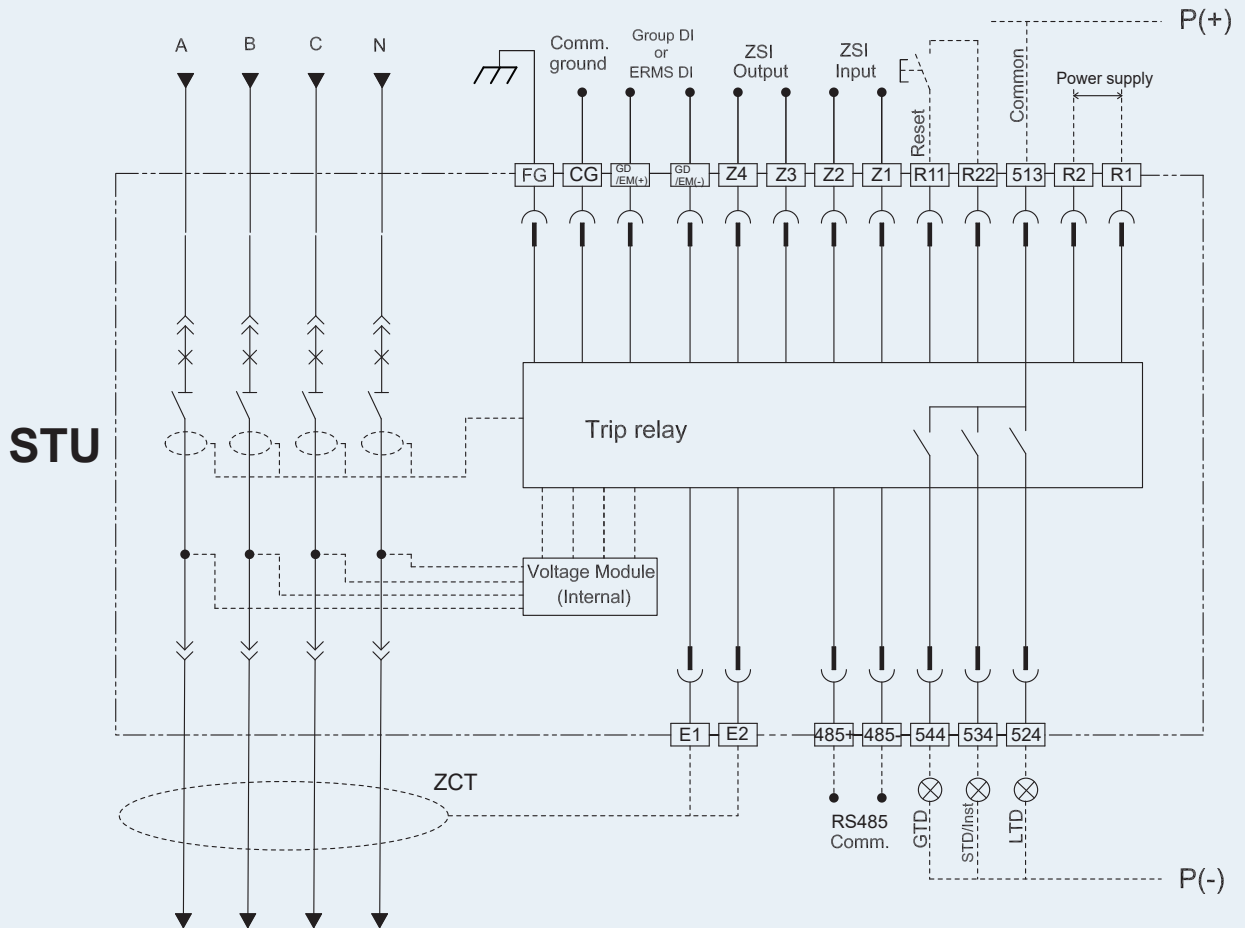 P(+)
A
B
C
N
Comm.
ground
Group DI
or
ERMS DI
ZSI
Output
ZSI
Input
Reset
Common
Power supply
FG
CG
GD
/EM(+)
GD
/EM(-)
Z4
Z3
Z2
Z1
R11
R22
513
R2
R1
STU
Trip relay
Voltage Module
(Internal)
E1
E2
485+
485-
544
534
524
ZCT
RS485
Comm.
GTD
STD/Inst
LTD
P(-)